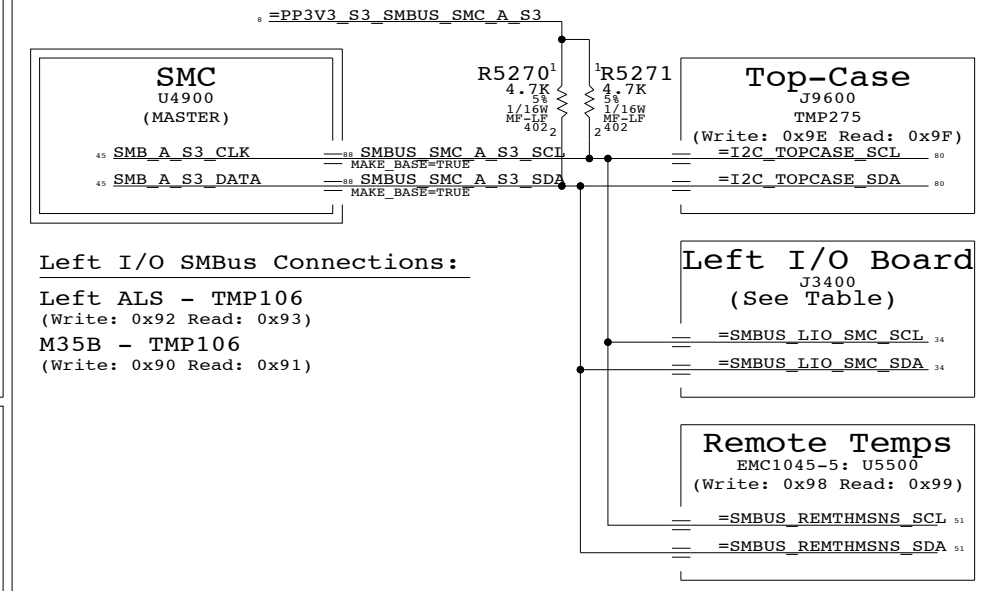 8 =PP3V3_S3_SMBUS_SMC_A_S3
SMC
U4900
(MASTER)
45 SMB_A_S3_CLK
45 SMB_A_S3_DATA
R5270
4.7K
5%
1/16W
MF-LF
402
1
2
R5271
4.7K
5%
1/16W
MF-LF
402
1
2
88 SMBUS_SMC_A_S3_SCL
MAKE_BASE=TRUE
88 SMBUS_SMC_A_S3_SDA
MAKE_BASE=TRUE
Top-Case
J9600
TMP275
(Write: 0x9E Read: 0x9F)
=I2C_TOPCASE_SCL 80
=I2C_TOPCASE_SDA 80
Left I/O SMBus Connections:
Left ALS - TMP106
(Write: 0x92 Read: 0x93)
M35B - TMP106
(Write: 0x90 Read: 0x91)
Left I/O Board
J3400
(See Table)
=SMBUS_LIO_SMC_SCL 34
=SMBUS_LIO_SMC_SDA 34
Remote Temps
EMC1045-5: U5500
(Write: 0x98 Read: 0x99)
=SMBUS_REMTHMSNS_SCL 51
=SMBUS_REMTHMSNS_SDA 51